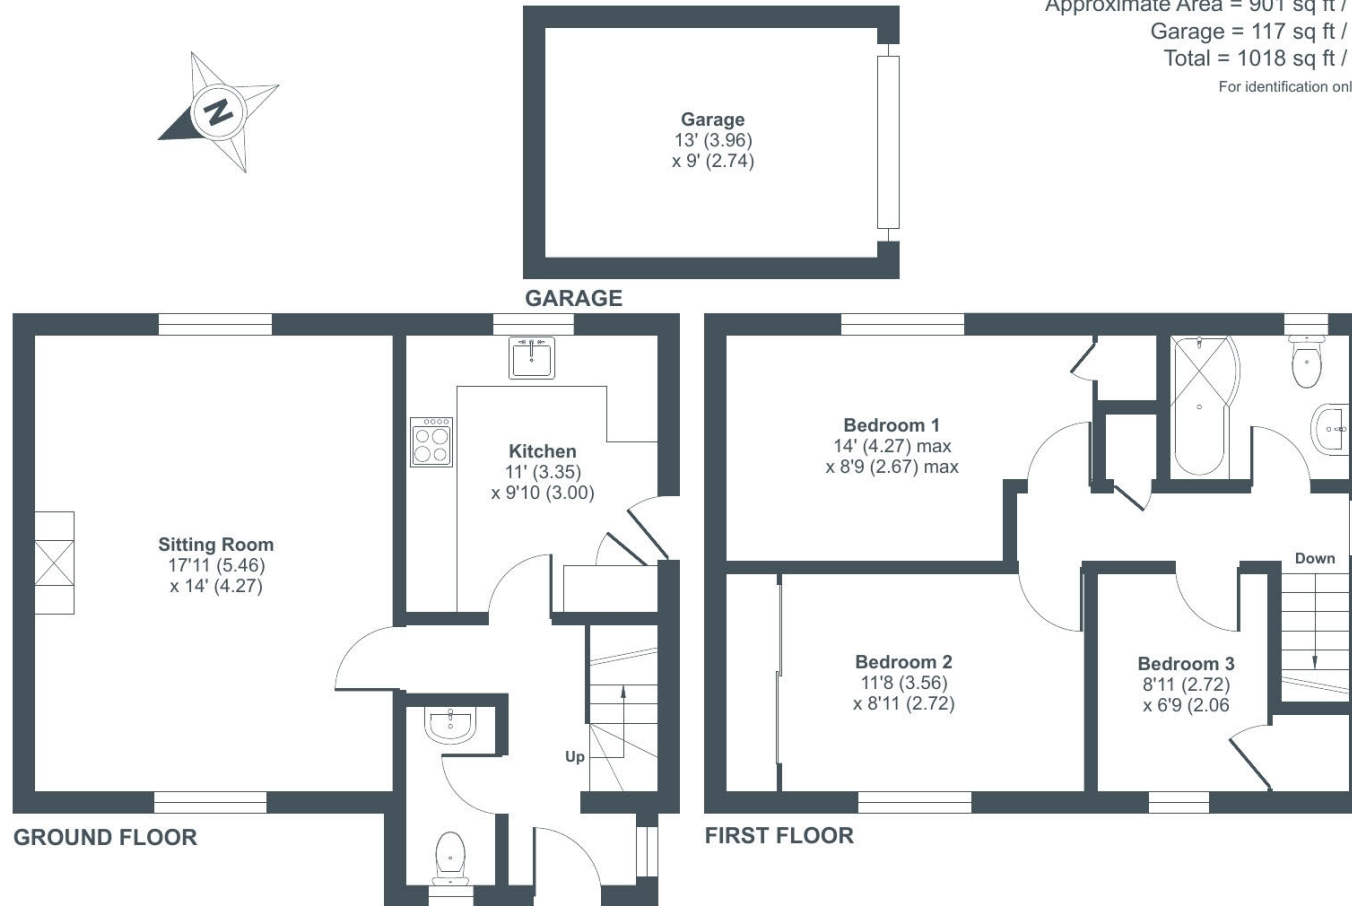 Approximate Area = 901 sq ft /
Garage = 117 sq ft /
Total = 1018 sq ft /
For identification onl
N
Garage
13' (3.96)
x 9' (2.74)
GARAGE
Sitting Room
17'11 (5.46)
x 14' (4.27)
Kitchen
11' (3.35)
x 9'10 (3.00)
Up
GROUND FLOOR
Bedroom 1
14' (4.27) max
x 8'9 (2.67) max
Down
Bedroom 2
11'8 (3.56)
x 8'11 (2.72)
Bedroom 3
8'11 (2.72)
x 6'9 (2.06
FIRST FLOOR